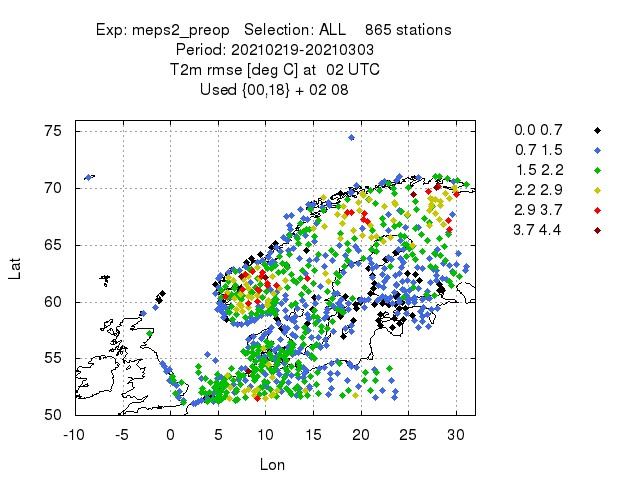 Exp: meps2_preop Selection: ALL 865 stations
Period: 20210219-20210303
T2m rmse [deg C] at 02 UTC
Used {00,18} + 02 08
75
70
65
60
55
50
-10 -5 0 5 10 15 20 25 30
Lat
Lon
0.0 0.7
0.7 1.5
1.5 2.2
2.2 2.9
2.9 3.7
3.7 4.4